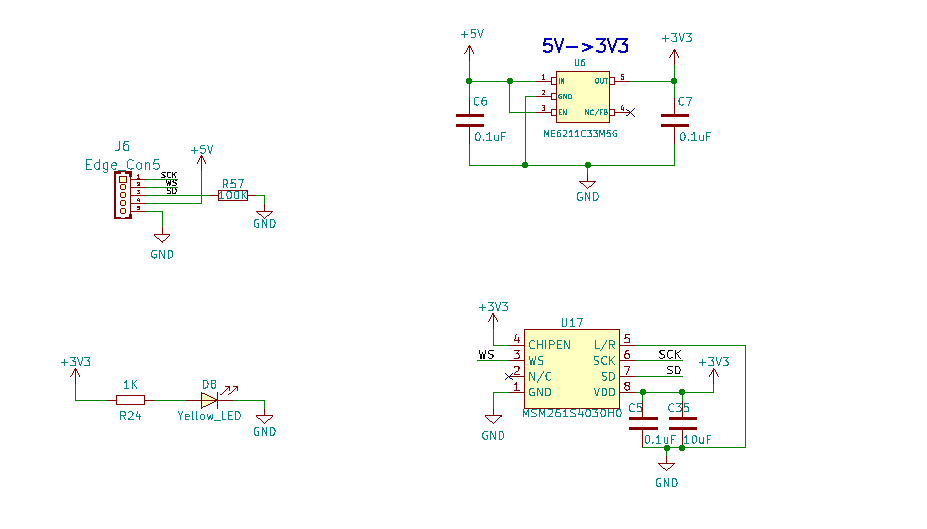 +5V
5V->3V3
+3V3
U6
1
IN
OUT
5
2
GND
3
EN
NC/FB
4
C6
0.1uF
C7
0.1uF
ME6211C33M5G
GND
J6
Edge_Con5
+5V
1
SCK
2
WS
3
SD
4
5
R57
100K
GND
GND
+3V3
1K
R24
D8
Yellow_LED
GND
+3V3
U17
4
CHIPEN
L/R
5
WS
3
WS
SCK
6
SCK
2
N/C
SD
7
SD
1
GND
VDD
8
+3V3
MSM261S4030H0
C5
0.1uF
C35
10uF
GND
GND